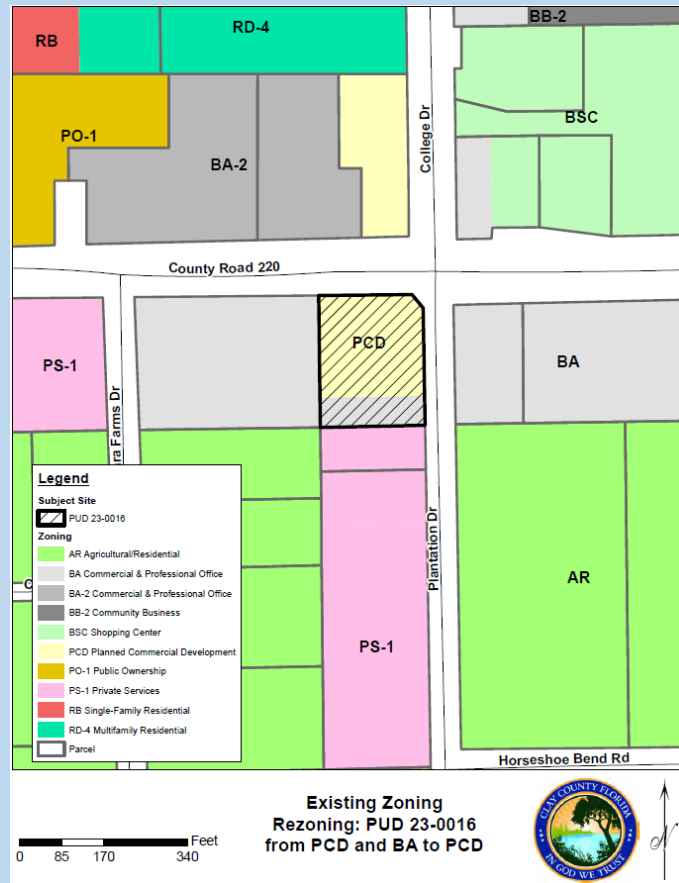 RB
RD-4
BB-2
PO-1
BA-2
College Dr
BSC
County Road 220
PS-1
PCD
BA
ara Farms Dr
Plantation Dr
AR
PS-1
Horseshoe Bend Rd
C
Legend
Subject Site
PUD 23-0016
Zoning
AR Agricultural/Residential
BA Commercial & Professional Office
BA-2 Commercial & Professional Office
BB-2 Community Business
BSC Shopping Center
PCD Planned Commercial Development
PO-1 Public Ownership
PS-1 Private Services
RB Single-Family Residential
RD-4 Multifamily Residential
Parcel
Existing Zoning
Rezoning: PUD 23-0016
from PCD and BA to PCD
Feet
0 85 170 340
CLAY COUNTY FLORIDA
IN GOD WE TRUST
N